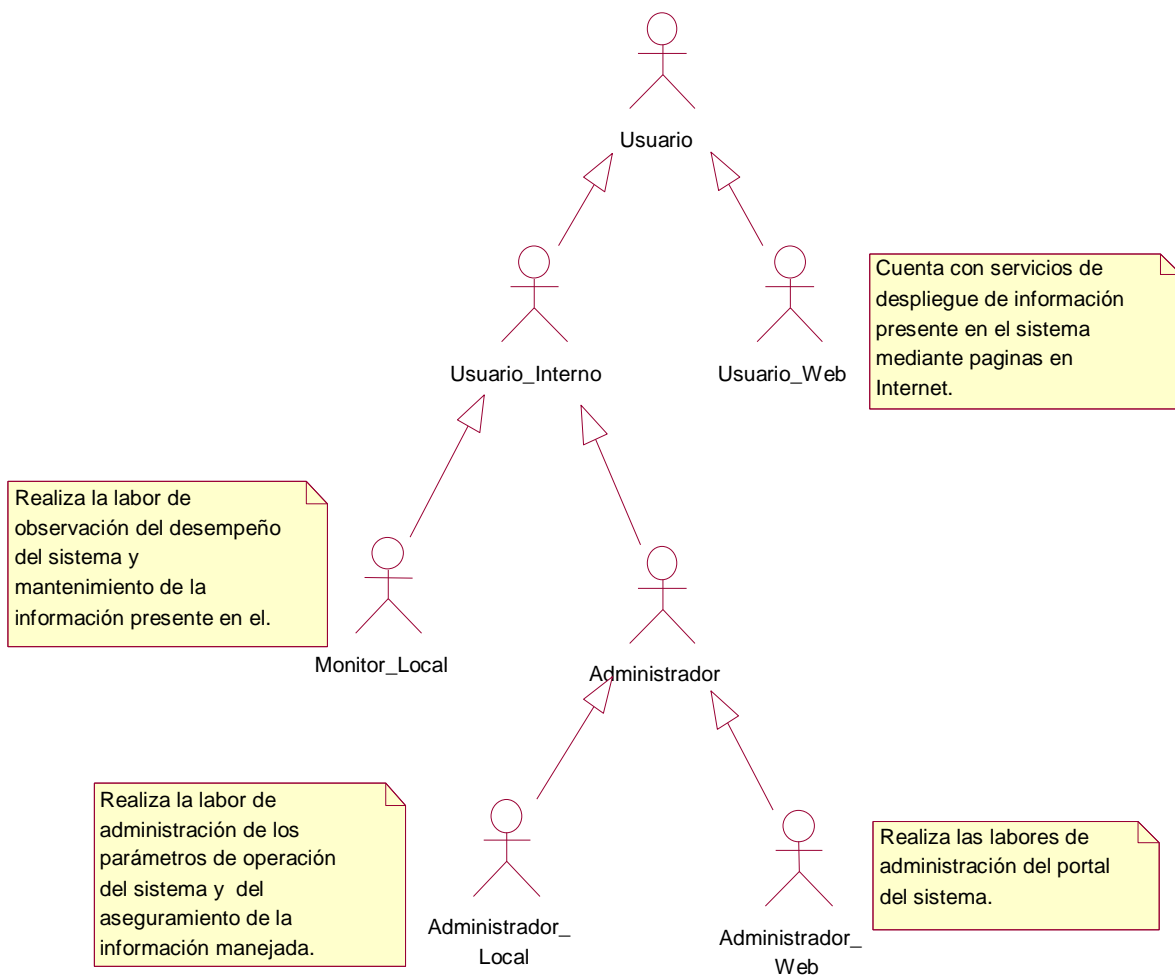 Usuario
Usuario_Interno
Usuario_Web
Cuenta con servicios de
despliegue de información
presente en el sistema
mediante paginas en
Internet.
Realiza la labor de
observación del desempeño
del sistema y
mantenimiento de la
información presente en el.
Monitor_Local
Administrador
Realiza la labor de
administración de los
parámetros de operación
del sistema y  del
aseguramiento de la
información manejada.
Administrador_
Local
Administrador_
Web
Realiza las labores de
administración del portal
del sistema.